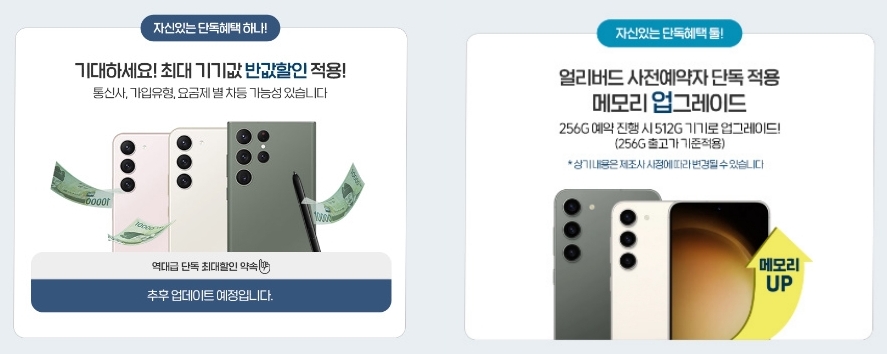 자신있는 단독혜택 하나!
기대하세요! 최대 기기값 반값할인 적용!
통신사, 가입유형, 요금제 별 차등 가능성 있습니다
10000
10000
10000
역대급 단독 최대할인 약속
추후 업데이트 예정입니다.
자신있는 단독혜택 둘!
얼리버드 사전예약자 단독 적용
메모리 업그레이드
256G 예약 진행 시 512G 기기로 업그레이드!
(256G 출고가 기준적용)
* 상기 내용은 제조사 사정에 따라 변경될 수 있습니다
메모리
UP